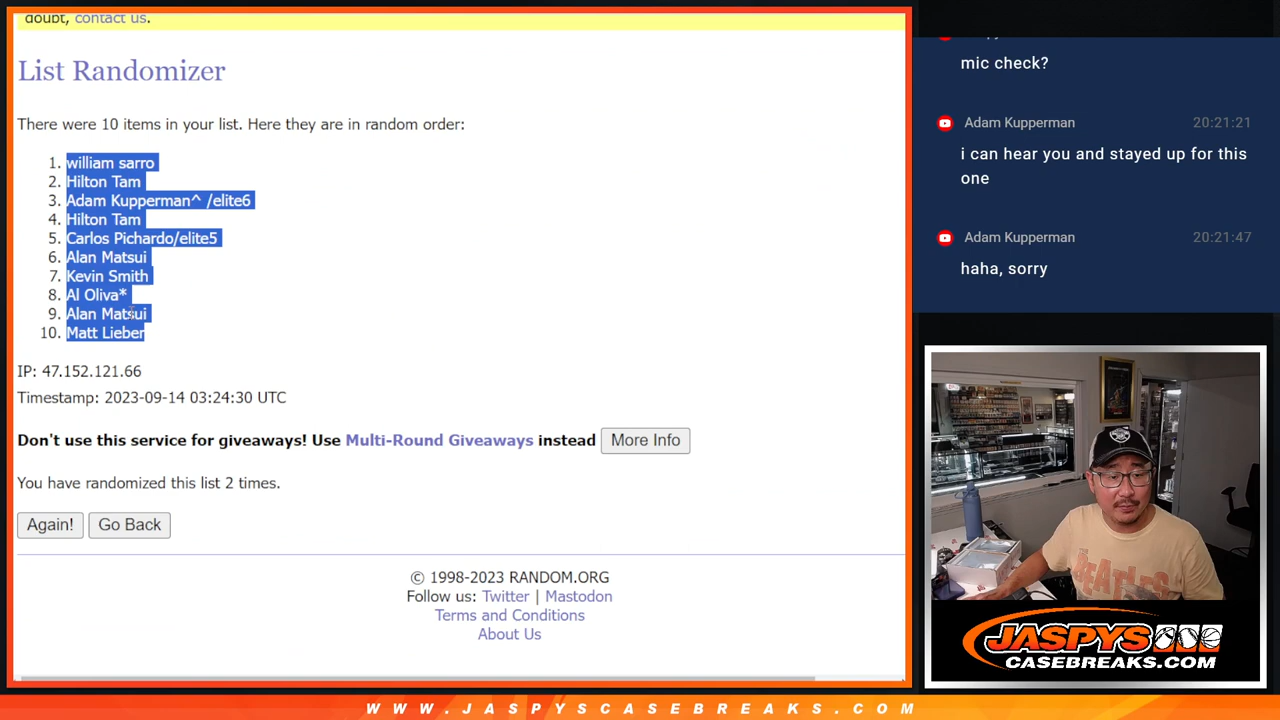 doubt, contact us.
List Randomizer
There were 10 items in your list. Here they are in random order:
1. william sarro
2. Hilton Tam
3. Adam Kupperman^ /elite6
4. Hilton Tam
5. Carlos Pichardo/elite5
6. Alan Matsui
7. Kevin Smith
8. Al Oliva*
9. Alan Matsui
10. Matt Lieber
IP: 47.152.121.66
Timestamp: 2023-09-14 03:24:30 UTC
Don't use this service for giveaways! Use Multi-Round Giveaways instead More Info
You have randomized this list 2 times.
Again! Go Back
© 1998-2023 RANDOM.ORG
Follow us: Twitter | Mastodon
Terms and Conditions
About Us
mic check?
Adam Kupperman 20:21:21
i can hear you and stayed up for this
one
Adam Kupperman 20:21:47
haha, sorry
JASPYS
CASEBREAKS.COM
WWW.JASPYSCASEBREAKS.COM